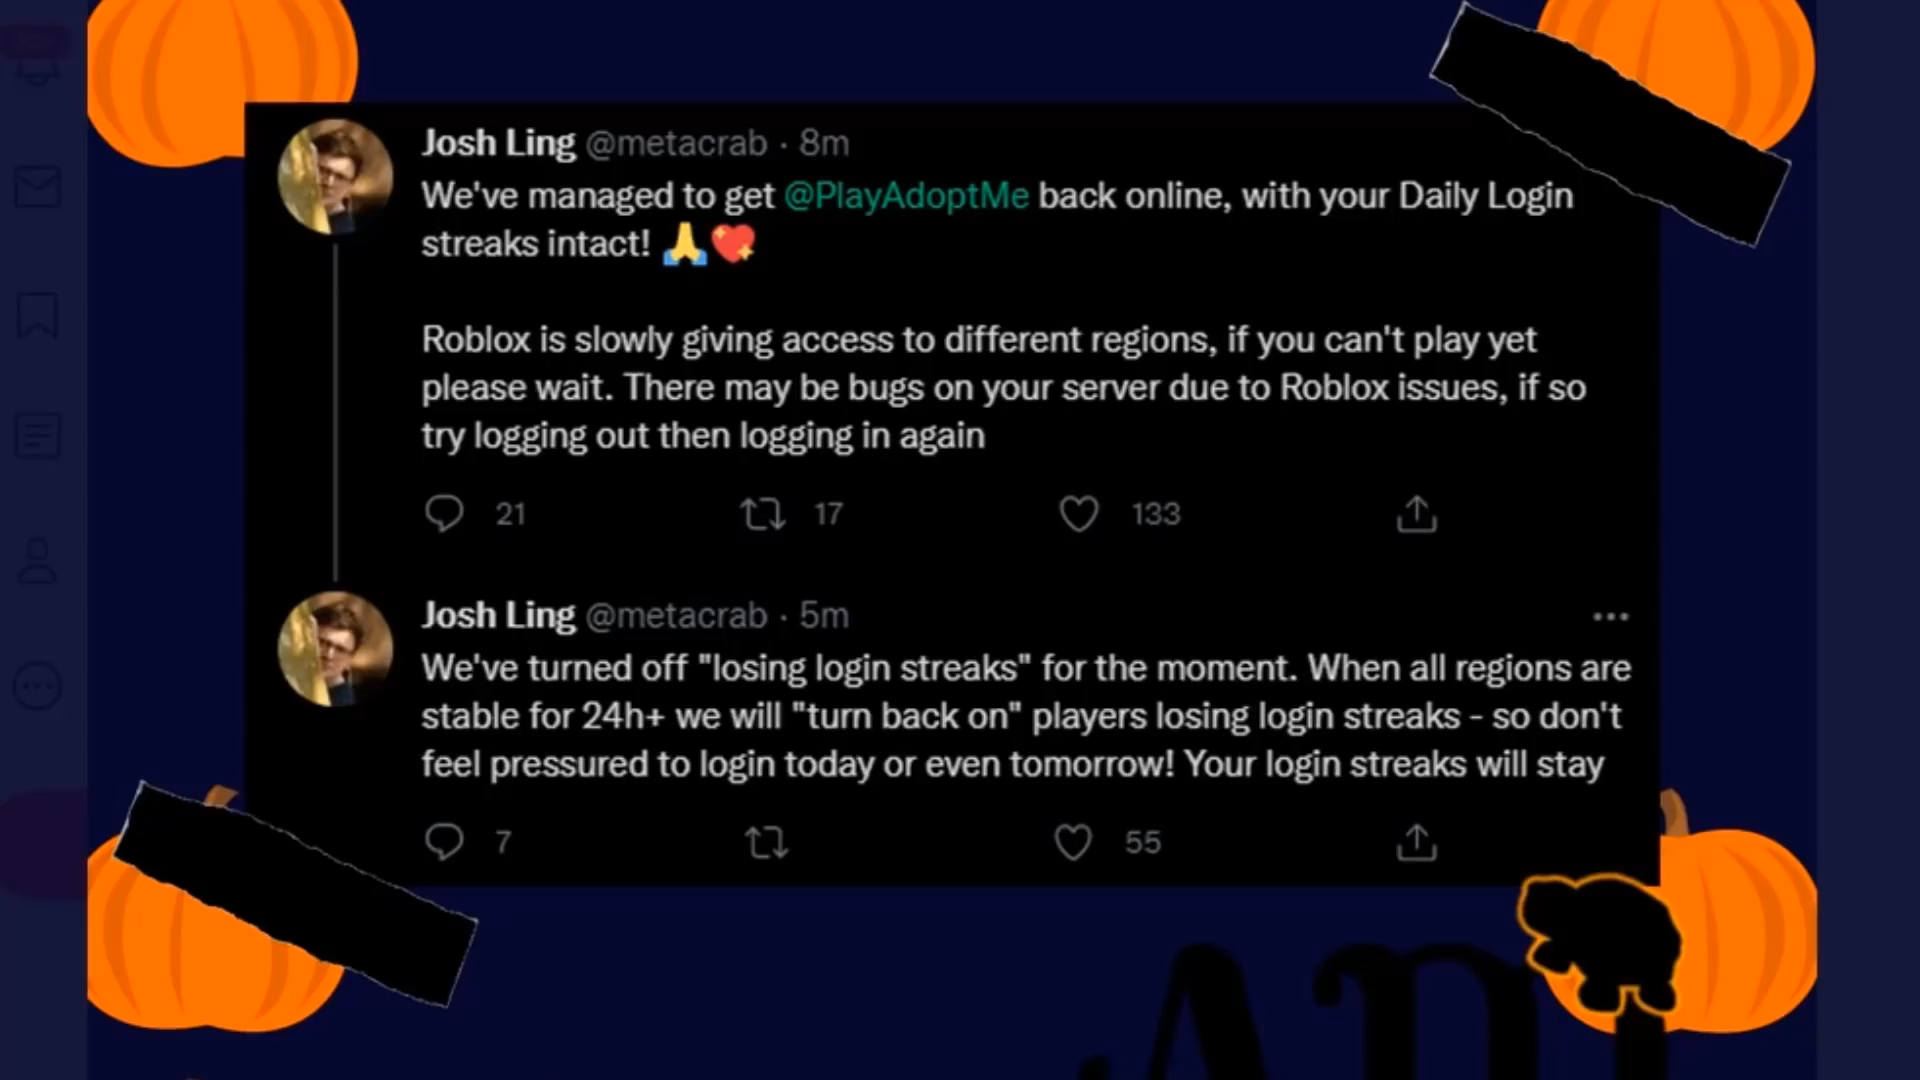 Josh Ling @metacrab · 8m
We've managed to get @PlayAdoptMe back online, with your Daily Login
streaks intact! 🙏💖
Roblox is slowly giving access to different regions, if you can't play yet
please wait. There may be bugs on your server due to Roblox issues, if so
try logging out then logging in again
21 17 133
Josh Ling @metacrab · 5m
We've turned off "losing login streaks" for the moment. When all regions are
stable for 24h+ we will "turn back on" players losing login streaks - so don't
feel pressured to login today or even tomorrow! Your login streaks will stay
7 55